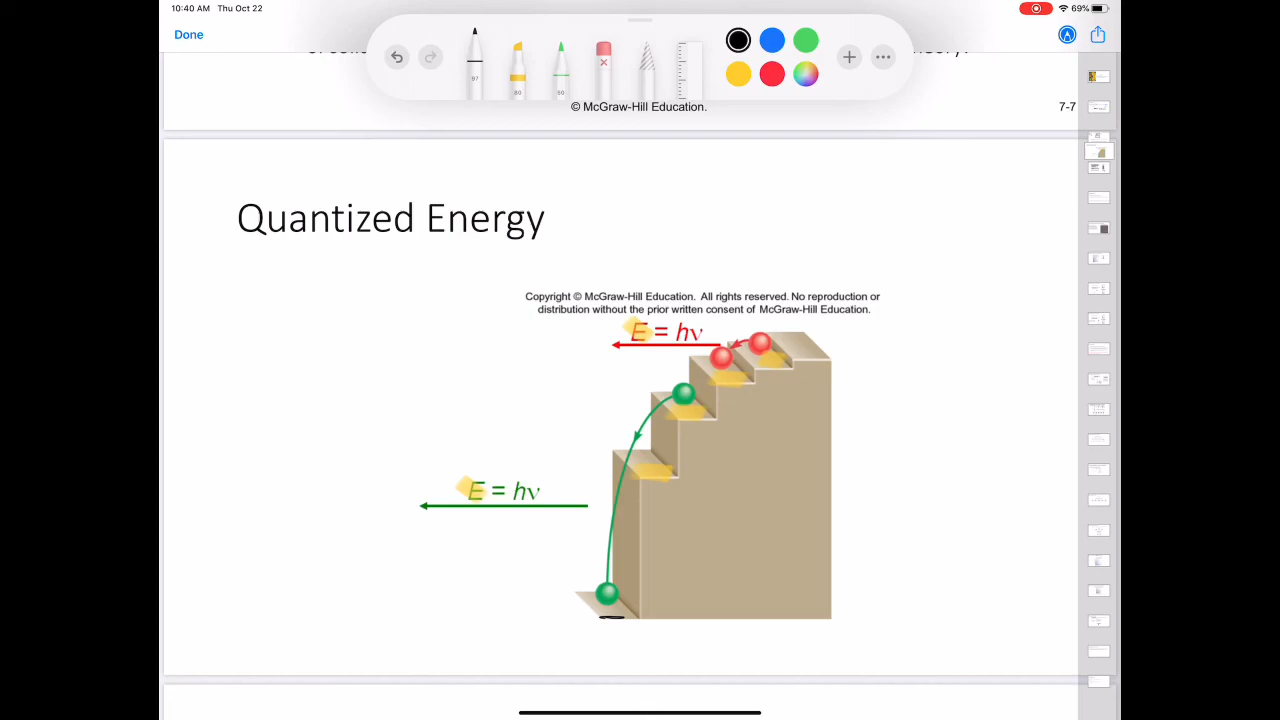 10:40 AM Thu Oct 22
69%
Done
97
80
50
© McGraw-Hill Education.
7-7
Quantized Energy
Copyright © McGraw-Hill Education. All rights reserved. No reproduction or
distribution without the prior written consent of McGraw-Hill Education.
E = hν
E = hν